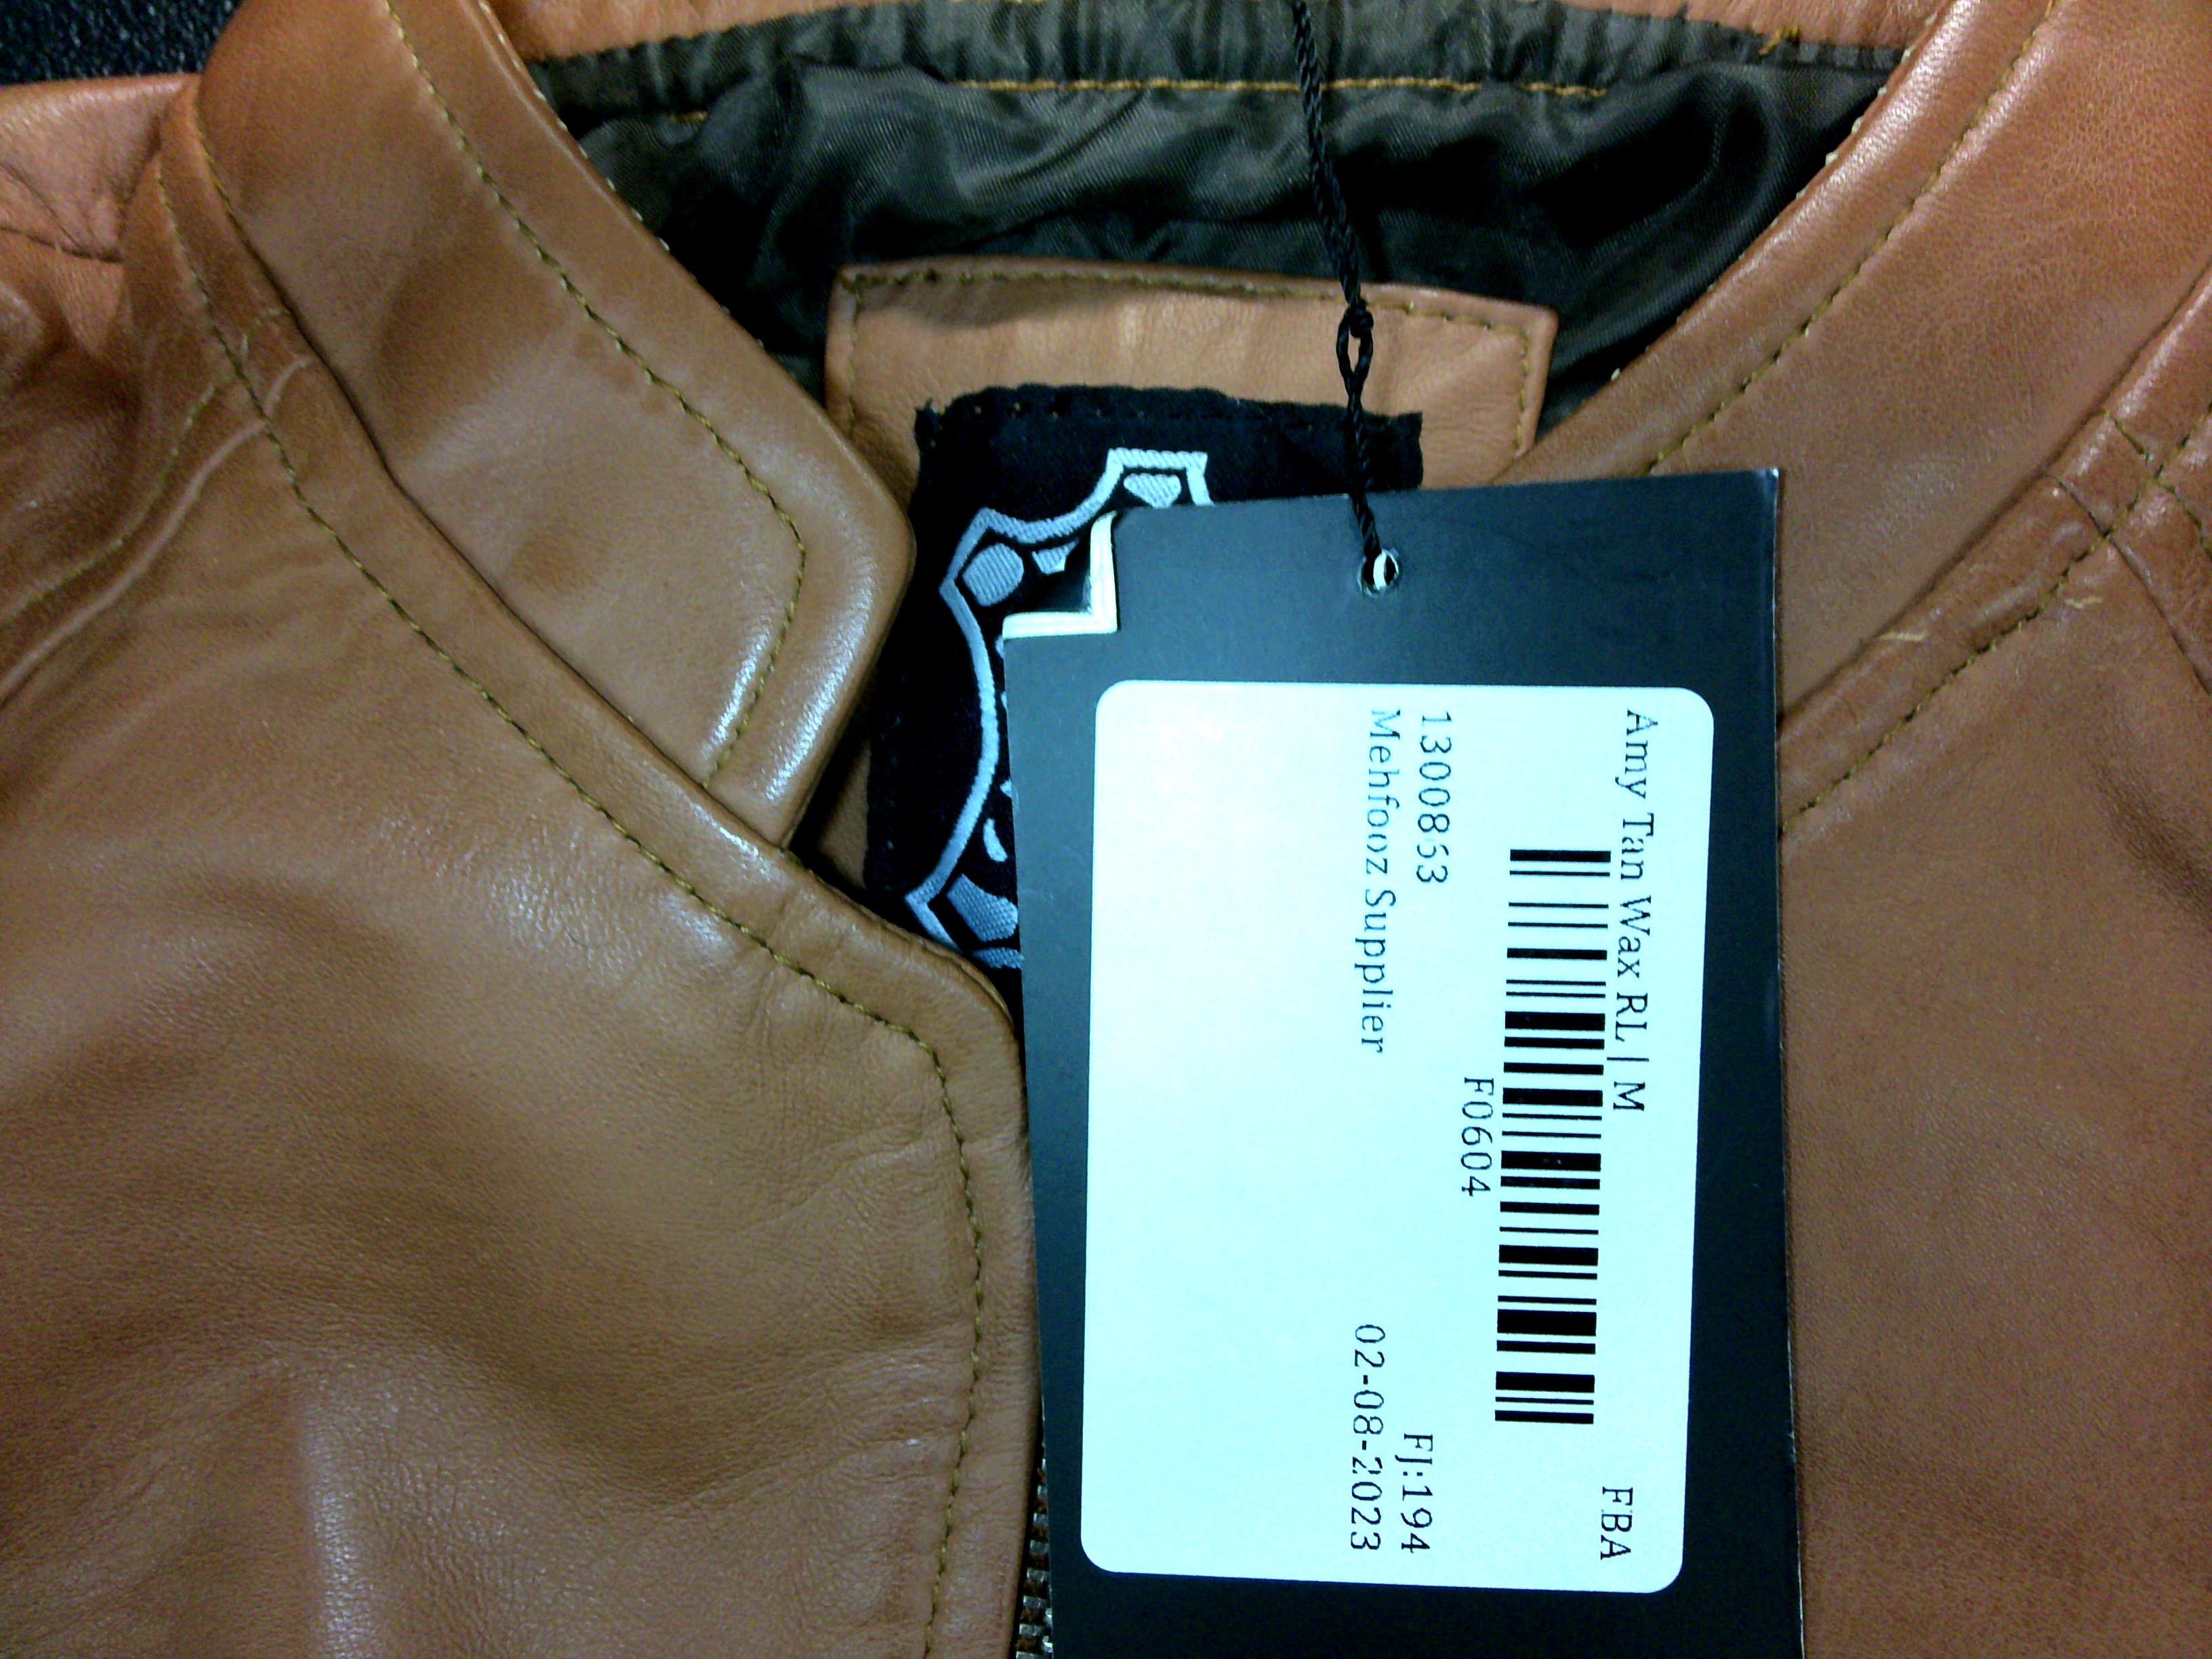 Amy Tan Wax RL | M
FBA
F0604
1300853
FJ:194
Mehfooz Supplier
02-08-2023